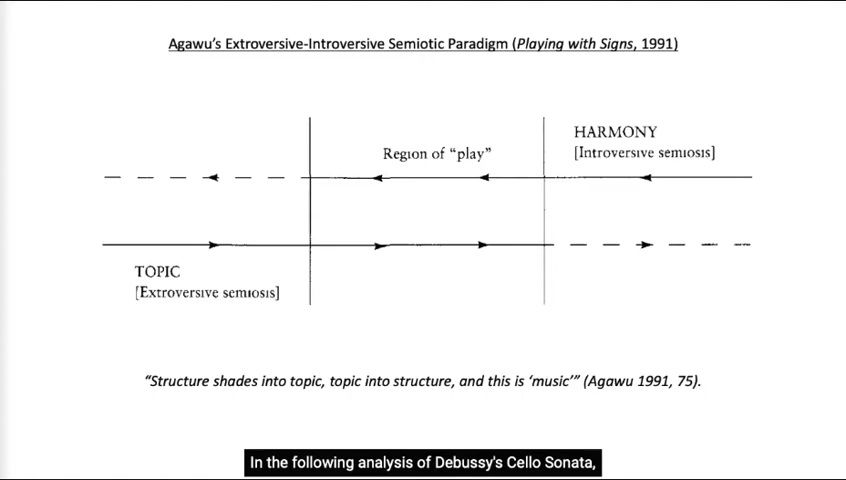 Agawu's Extroversive-Introversive Semiotic Paradigm (Playing with Signs, 1991)
HARMONY
Region of "play"
[Introversive semiosis]
TOPIC
[Extroversive semiosis]
"Structure shades into topic, topic into structure, and this is 'music'" (Agawu 1991, 75).
In the following analysis of Debussy's Cello Sonata,